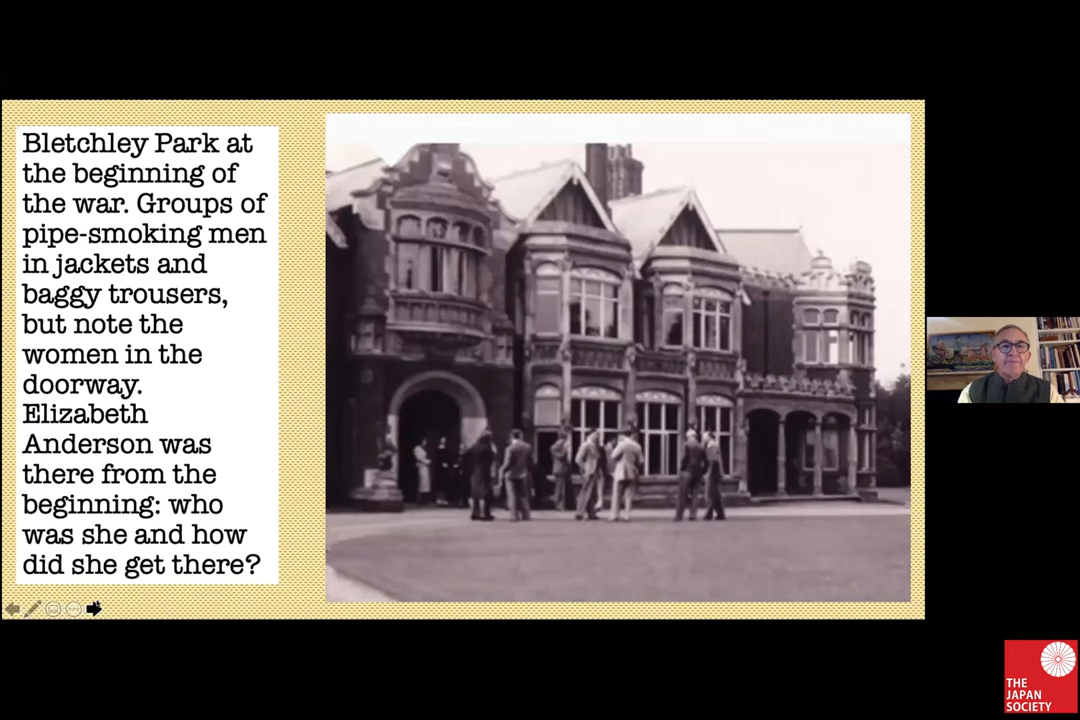 Bletchley Park at
the beginning of
the war. Groups of
pipe-smoking men
in jackets and
baggy trousers,
but note the
women in the
doorway.
Elizabeth
Anderson was
there from the
beginning: who
was she and how
did she get there?
THE
JAPAN
SOCIETY